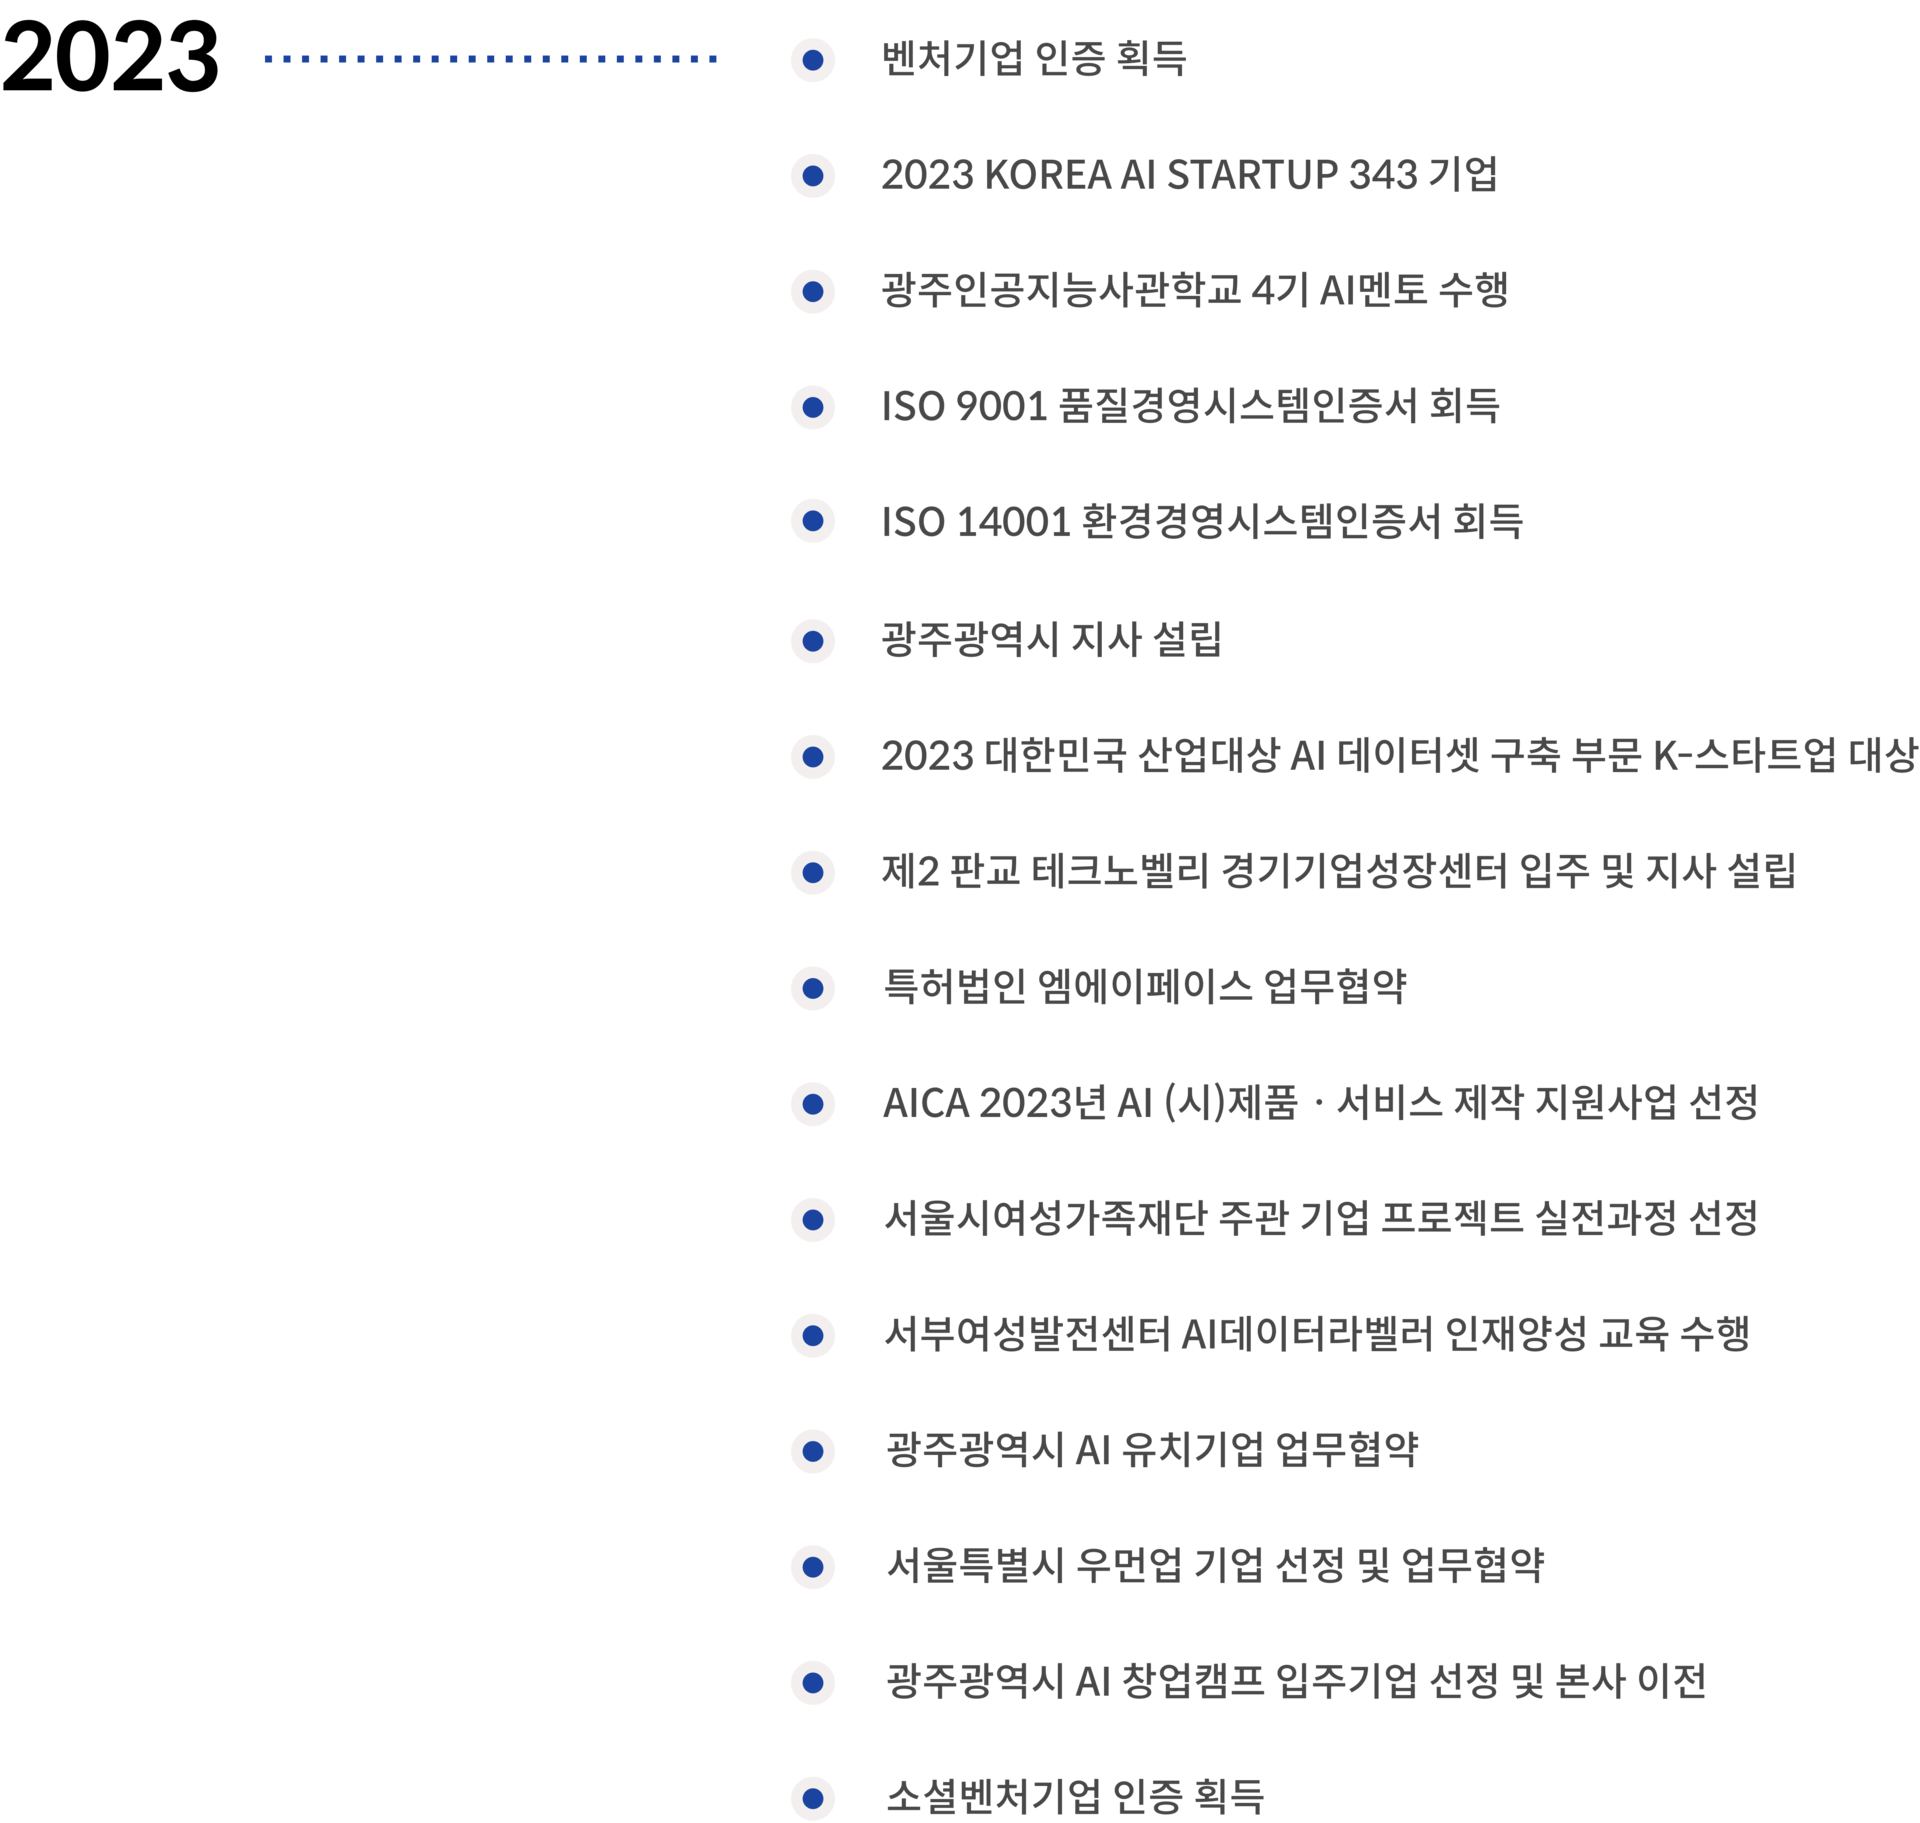 2023
벤처기업 인증 획득
2023 KOREA AI STARTUP 343 기업
광주인공지능사관학교 4기 AI멘토 수행
ISO 9001 품질경영시스템인증서 회득
ISO 14001 환경경영시스템인증서 회득
광주광역시 지사 설립
2023 대한민국 산업대상 AI 데이터셋 구축 부문 K-스타트업 대상
제2 판교 테크노밸리 경기기업성장센터 입주 및 지사 설립
특허법인 엠에이페이스 업무협약
AICA 2023년 AI (시)제품 · 서비스 제작 지원사업 선정
서울시여성가족재단 주관 기업 프로젝트 실전과정 선정
서부여성발전센터 AI데이터라벨러 인재양성 교육 수행
광주광역시 AI 유치기업 업무협약
서울특별시 우먼업 기업 선정 및 업무협약
광주광역시 AI 창업캠프 입주기업 선정 및 본사 이전
소셜벤처기업 인증 획득